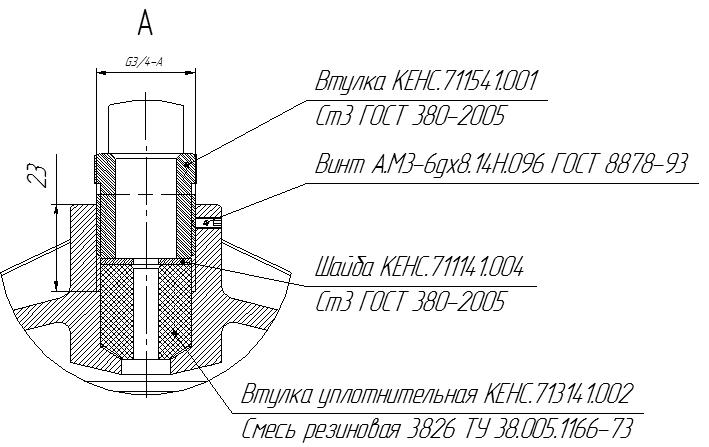 А
G3/4-А
Втулка КЕНС.711541.001
Ст3 ГОСТ 380-2005
23
Винт А.М3-6gx8.14Н.096 ГОСТ 8878-93
Шайба КЕНС.711141.004
Ст3 ГОСТ 380-2005
Втулка уплотнительная КЕНС.713141.002
Смесь резиновая 3826 ТУ 38.005.1166-73